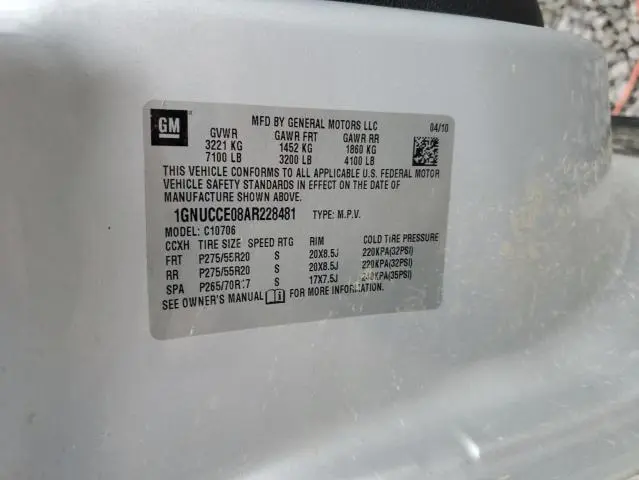 GM
MFD BY GENERAL MOTORS LLC 04/10
GVWR GAWR FRT GAWR RR
3221 KG 1452 KG 1860 KG
7100 LB 3200 LB 4100 LB
THIS VEHICLE CONFORMS TO ALL APPLICABLE U.S. FEDERAL MOTOR
VEHICLE SAFETY STANDARDS IN EFFECT ON THE DATE OF
MANUFACTURE SHOWN ABOVE.
1GNUCCE08AR228481 TYPE: M.P.V.
MODEL: C10706
CCXH TIRE SIZE SPEED RTG RIM COLD TIRE PRESSURE
FRT P275/55R20 S 20X8.5J 220KPA(32PSI)
RR P275/55R20 S 20X8.5J 220KPA(32PSI)
SPA P265/70R17 S 17X7.5J 240KPA(35PSI)
SEE OWNER'S MANUAL FOR MORE INFORMATION.